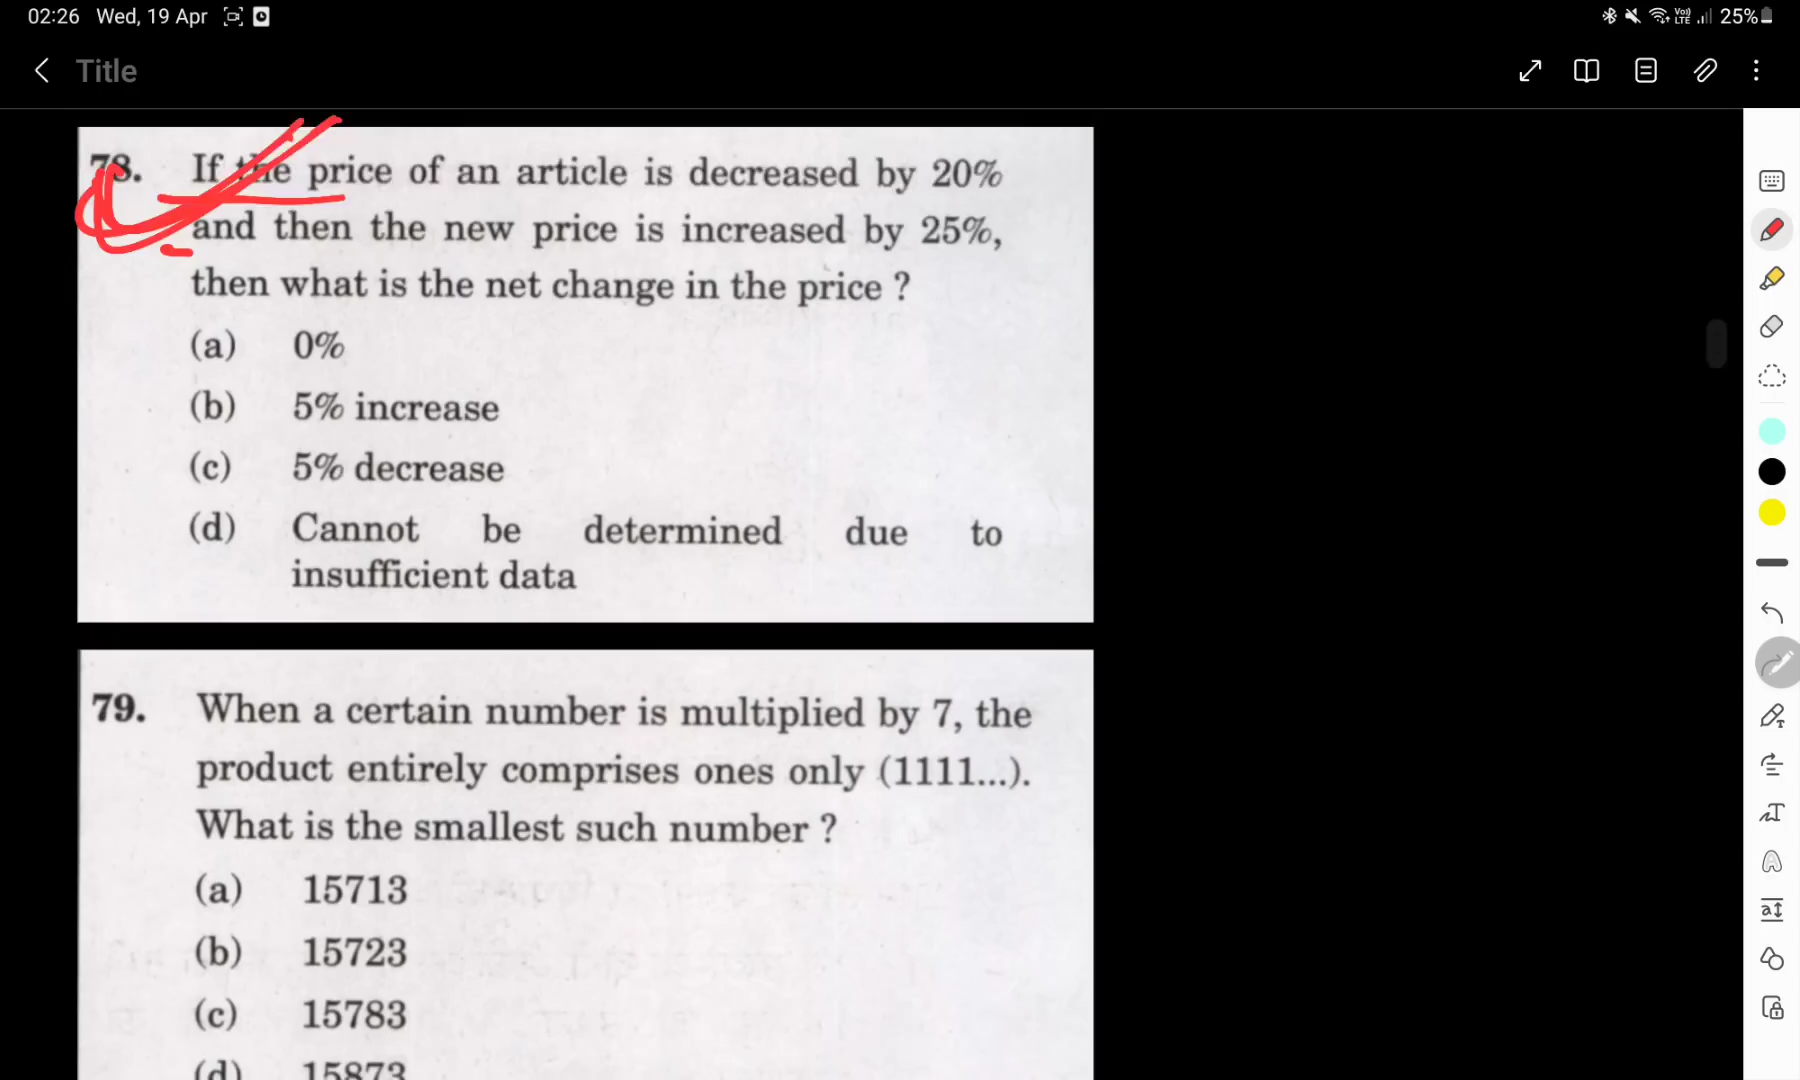 02:26 Wed, 19 Apr
25%
Title
78. If the price of an article is decreased by 20%
and then the new price is increased by 25%,
then what is the net change in the price ?
(a) 0%
(b) 5% increase
(c) 5% decrease
(d) Cannot be determined due to
insufficient data
79. When a certain number is multiplied by 7, the
product entirely comprises ones only (1111...).
What is the smallest such number ?
(a) 15713
(b) 15723
(c) 15783
(d) 15873